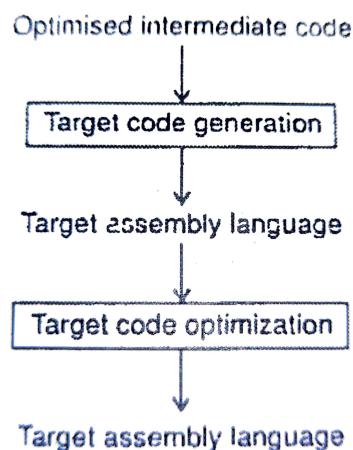 Optimised intermediate code
Target code generation
Target assembly language
Target code optimization
Target assembly language